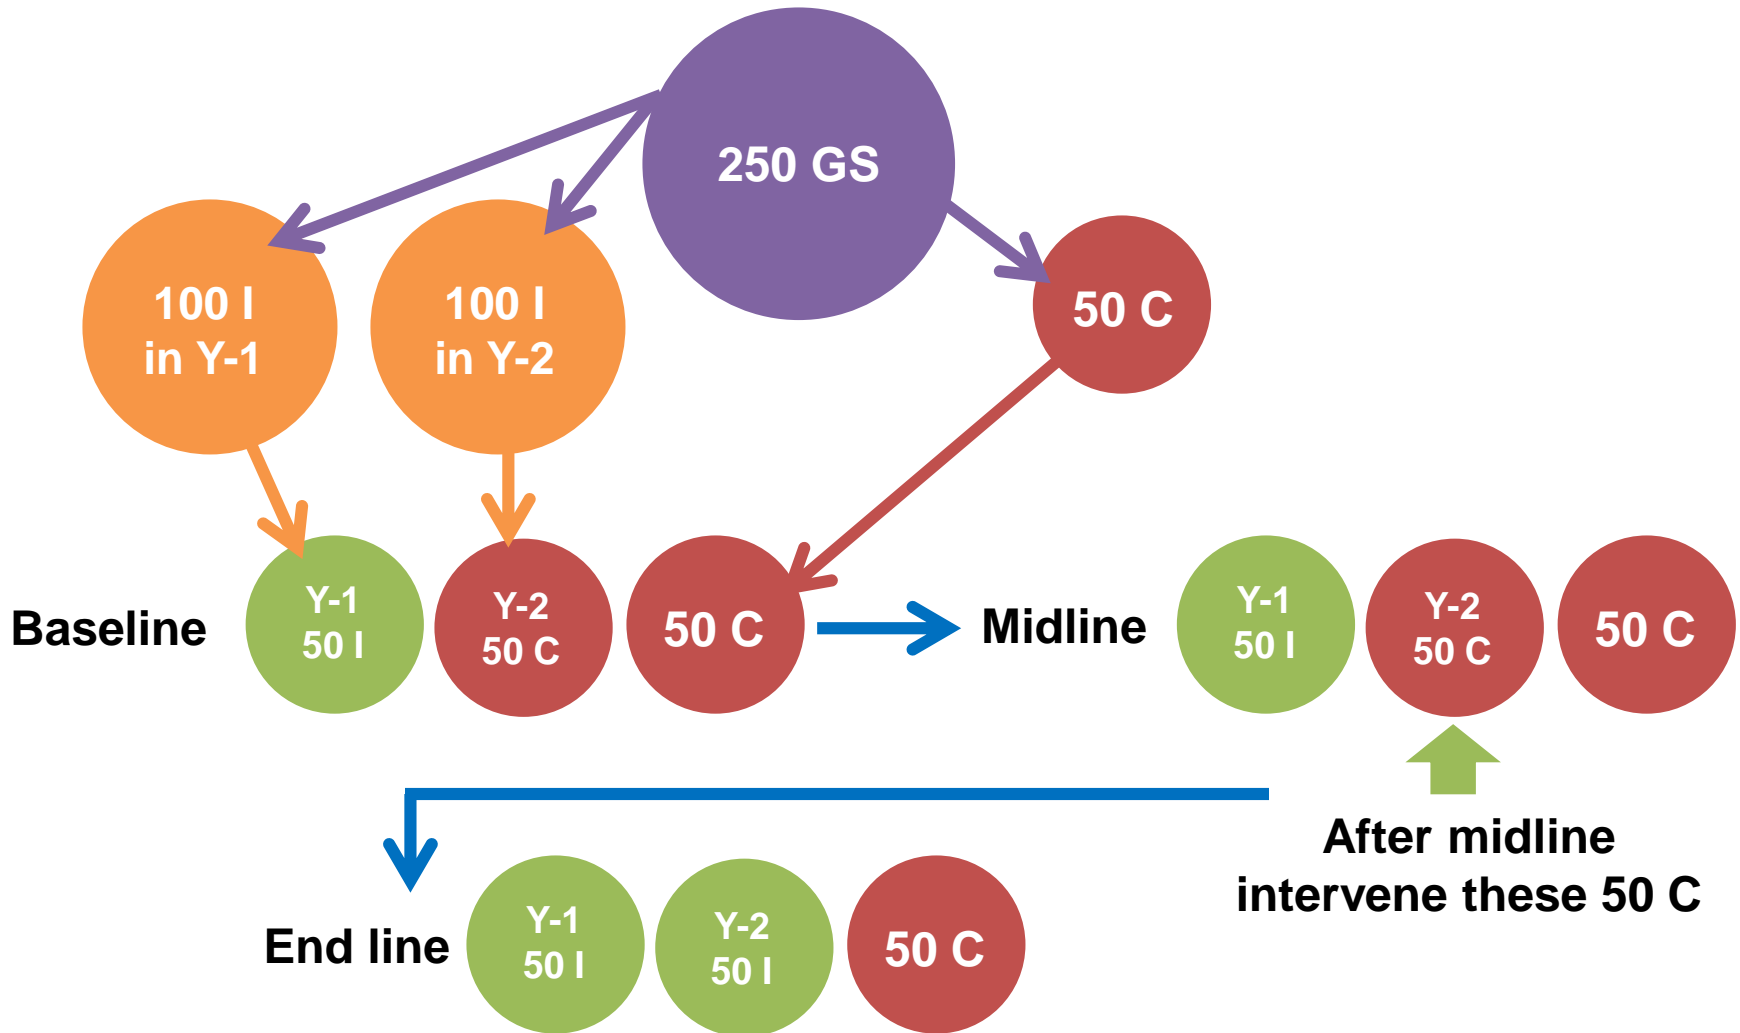 250 GS
100 I
in Y-1
100 I
in Y-2
50 C
Baseline
Y-1
50 I
Y-2
50 C
50 C
Midline
Y-1
50 I
Y-2
50 C
50 C
After midline
intervene these 50 C
End line
Y-1
50 I
Y-2
50 I
50 C